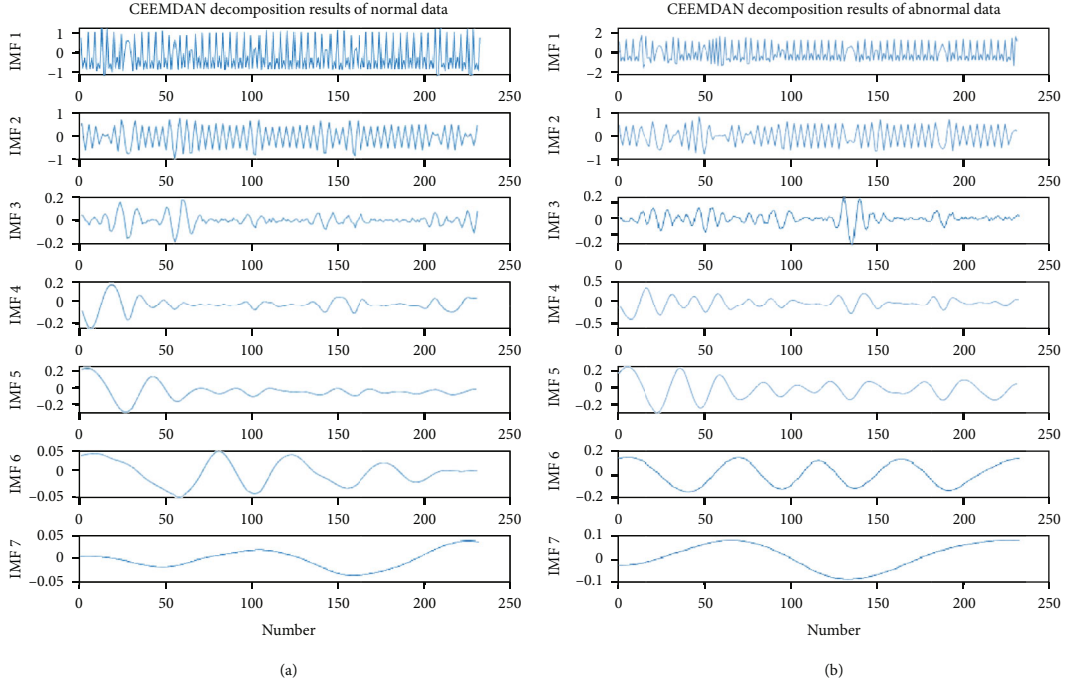 CEEMDAN decomposition results of normal data
IMF 1
1
0
−1
0 50 100 150 200 250
IMF 2
1
0
−1
0 50 100 150 200 250
IMF 3
0.2
0
−0.2
0 50 100 150 200 250
IMF 4
0.2
0
−0.2
0 50 100 150 200 250
IMF 5
0.2
0
−0.2
0 50 100 150 200 250
IMF 6
0.05
0
−0.05
0 50 100 150 200 250
IMF 7
0.05
0
−0.05
0 50 100 150 200 250
Number
(a)
CEEMDAN decomposition results of abnormal data
IMF 1
2
0
−2
0 50 100 150 200 250
IMF 2
1
0
−1
0 50 100 150 200 250
IMF 3
0.2
0
−0.2
0 50 100 150 200 250
IMF 4
0.5
0
−0.5
0 50 100 150 200 250
IMF 5
0.2
0
−0.2
0 50 100 150 200 250
IMF 6
0.2
0
−0.2
0 50 100 150 200 250
IMF 7
0.1
0
−0.1
0 50 100 150 200 250
Number
(b)